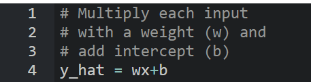 1 # Multiply each input
2 # with a weight (w) and
3 # add intercept (b)
4 y_hat = wx+b